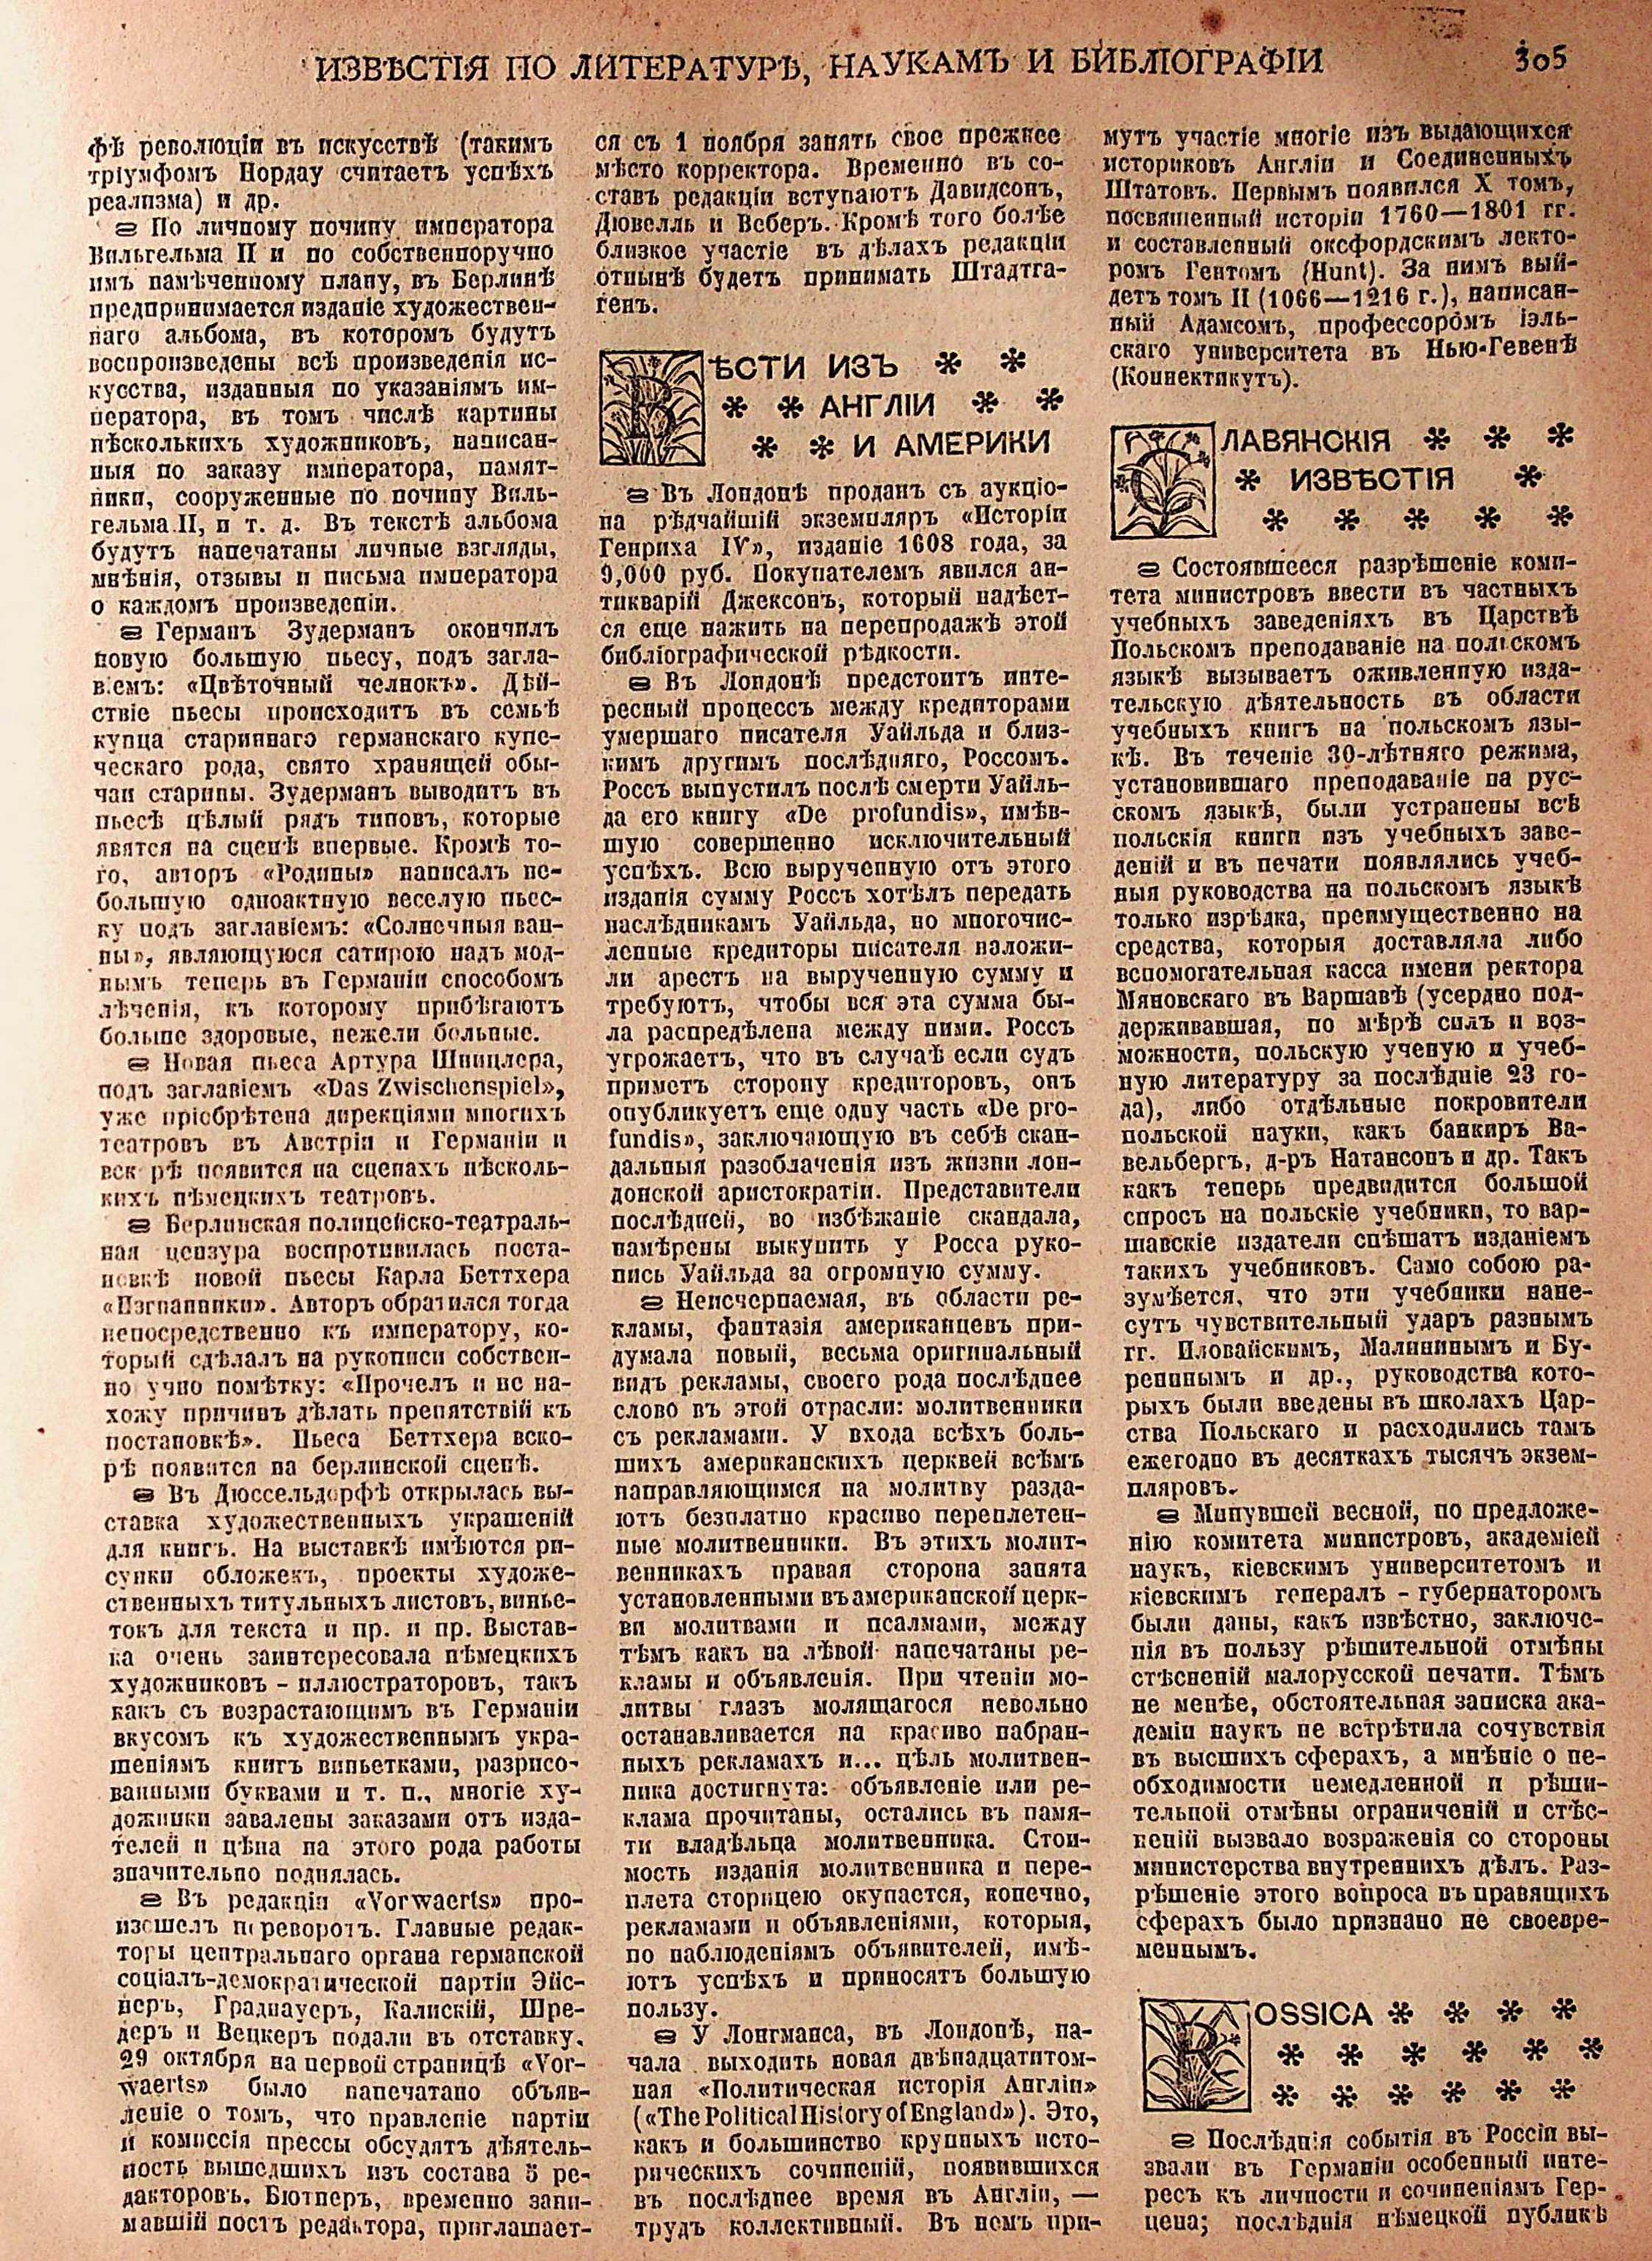 ИЗВѢСТІЯ ПО ЛИТЕРАТУРѢ, НАУКАМЪ И БИБЛІОГРАФІИ 305
фѣ революціи въ искусствѣ (такимъ
тріумфомъ Нордау считаетъ успѣхъ
реализма) и др.
По личному почину императора
Вильгельма II и по собственноручно
имъ намѣченному плану, въ Берлинѣ
предпринимается изданіе художествен-
наго альбома, въ которомъ будутъ
воспроизведены всѣ произведенія ис-
кусства, изданныя по указаніямъ им-
ператора, въ томъ числѣ картины
нѣсколькихъ художниковъ, написан-
ныя по заказу императора, памят-
ники, сооруженные по почину Виль-
гельма II, и т. д. Въ текстѣ альбома
будутъ напечатаны личные взгляды,
мнѣнія, отзывы и письма императора
о каждомъ произведеніи.
Германъ Зудерманъ окончилъ
новую большую пьесу, подъ загла-
віемъ: «Цвѣточный челнокъ». Дѣй-
ствіе пьесы происходитъ въ семьѣ
купца стариннаго германскаго купе-
ческаго рода, свято хранящей обы-
чаи старины. Зудерманъ выводитъ въ
пьесѣ цѣлый рядъ типовъ, которые
явятся на сценѣ впервые. Кромѣ то-
го, авторъ «Родины» написалъ не-
большую одноактную веселую пьес-
ку подъ заглавіемъ: «Солнечныя ван-
ны», являющуюся сатирою надъ мод-
нымъ теперь въ Германіи способомъ
лѣченія, къ которому прибѣгаютъ
больше здоровые, нежели больные.
Новая пьеса Артура Шницлера,
подъ заглавіемъ «Das Zwischenspiel»,
уже пріобрѣтена дирекціями многихъ
театровъ въ Австріи и Германіи и
вск рѣ появится на сценахъ нѣсколь-
кихъ нѣмецкихъ театровъ.
Берлинская полицейско-театраль-
ная цензура воспротивилась поста-
новкѣ новой пьесы Карла Беттхера
«Изгнанники». Авторъ обратился тогда
непосредственно къ императору, ко-
торый сдѣлалъ на рукописи собствен-
но учно помѣтку: «Прочелъ и не на-
хожу причинъ дѣлать препятствій къ
постановкѣ». Пьеса Беттхера вско-
рѣ появится на берлинской сценѣ.
Въ Дюссельдорфѣ открылась вы-
ставка художественныхъ украшеній
для книгъ. На выставкѣ имѣются ри-
сунки обложекъ, проекты художе-
ственныхъ титульныхъ листовъ, винье-
токъ для текста и пр. и пр. Выстав-
ка очень заинтересовала нѣмецкихъ
художниковъ - иллюстраторовъ, такъ
какъ съ возрастающимъ въ Германіи
вкусомъ къ художественнымъ укра-
шеніямъ книгъ виньетками, разрисо-
ванными буквами и т. п., многіе ху-
дожники завалены заказами отъ изда-
телей и цѣна на этого рода работы
значительно поднялась.
Въ редакціи «Vorwaerts» про-
изошелъ переворотъ. Главные редак-
торы центральнаго органа германской
соціалъ-демократической партіи Эйс-
неръ, Граднауеръ, Калискій, Шре-
деръ и Вецкеръ подали въ отставку.
29 октября на первой страницѣ «Vor-
waerts» было напечатано объяв-
леніе о томъ, что правленіе партіи
и комиссія прессы обсудятъ дѣятель-
ность вышедшихъ изъ состава 5 ре-
дакторовъ. Бютнеръ, временно зани-
мавшій постъ редактора, приглашает-
ся съ 1 ноября занять свое прежнее
мѣсто корректора. Временно въ со-
ставъ редакціи вступаютъ Давидсонъ,
Дювелль и Веберъ. Кромѣ того болѣе
близкое участіе въ дѣлахъ редакціи
отнынѣ будетъ принимать Штадтга-
генъ.
ВѢСТИ ИЗЪ
АНГЛІИ
И АМЕРИКИ
Въ Лондонѣ проданъ съ аукціо-
на рѣдчайшій экземпляръ «Исторіи
Генриха IV», изданіе 1608 года, за
9,000 руб. Покупателемъ явился ан-
тикварій Джексонъ, который надѣет-
ся еще нажить на перепродажѣ этой
библіографической рѣдкости.
Въ Лондонѣ предстоитъ инте-
ресный процессъ между кредиторами
умершаго писателя Уайльда и близ-
кимъ другимъ послѣдняго, Россомъ.
Россъ выпустилъ послѣ смерти Уайль-
да его книгу «De profundis», имѣв-
шую совершенно исключительный
успѣхъ. Всю вырученную отъ этого
изданія сумму Россъ хотѣлъ передать
наслѣдникамъ Уайльда, но многочис-
ленные кредиторы писателя наложи-
ли арестъ на вырученную сумму и
требуютъ, чтобы вся эта сумма бы-
ла распредѣлена между ними. Россъ
угрожаетъ, что въ случаѣ если судъ
приметъ сторону кредиторовъ, онъ
опубликуетъ еще одну часть «De pro-
fundis», заключающую въ себѣ скан-
дальныя разоблаченія изъ жизни лон-
донской аристократіи. Представители
послѣдней, во избѣжаніе скандала,
намѣрены выкупить у Росса руко-
пись Уайльда за огромную сумму.
Неисчерпаемая, въ области ре-
кламы, фантазія американцевъ при-
думала новый, весьма оригинальный
видъ рекламы, своего рода послѣднее
слово въ этой отрасли: молитвенники
съ рекламами. У входа всѣхъ боль-
шихъ американскихъ церквей всѣмъ
направляющимся на молитву разда-
ютъ безплатно красиво переплетен-
ные молитвенники. Въ этихъ молит-
венникахъ правая сторона занята
установленными въ американской церк-
ви молитвами и псалмами, между
тѣмъ какъ на лѣвой напечатаны ре-
кламы и объявленія. При чтеніи мо-
литвы глазъ молящагося невольно
останавливается на красиво набран-
ныхъ рекламахъ и... цѣль молитвен-
ника достигнута: объявленіе или ре-
клама прочитаны, остались въ памя-
ти владѣльца молитвенника. Стои-
мость изданія молитвенника и пере-
плета сторицею окупается, конечно,
рекламами и объявленіями, которыя,
по наблюденіямъ объявителей, имѣ-
ютъ успѣхъ и приносятъ большую
пользу.
У Лонгманса, въ Лондонѣ, на-
чала выходить новая двѣнадцатитом-
ная «Политическая исторія Англіи»
(«The Political History of England»). Это,
какъ и большинство крупныхъ исто-
рическихъ сочиненій, появившихся
въ послѣднее время въ Англіи, —
трудъ коллективный. Въ немъ при-
мутъ участіе многіе изъ выдающихся
историковъ Англіи и Соединенныхъ
Штатовъ. Первымъ появился X томъ,
посвященный исторіи 1760—1801 гг.
и составленный оксфордскимъ лекто-
ромъ Гентомъ (Hunt). За нимъ вый-
детъ томъ II (1066—1216 г.), написан-
ный Адамсомъ, профессоромъ іэль-
скаго университета въ Нью-Гевенѣ
(Коннектикутъ).
СЛАВЯНСКІЯ
ИЗВѢСТІЯ
Состоявшееся разрѣшеніе коми-
тета министровъ ввести въ частныхъ
учебныхъ заведеніяхъ въ Царствѣ
Польскомъ преподаваніе на польскомъ
языкѣ вызываетъ оживленную изда-
тельскую дѣятельность въ области
учебныхъ книгъ на польскомъ язы-
кѣ. Въ теченіе 30-лѣтняго режима,
установившаго преподаваніе на рус-
скомъ языкѣ, были устранены всѣ
польскія книги изъ учебныхъ заве-
деній и въ печати появлялись учеб-
ныя руководства на польскомъ языкѣ
только изрѣдка, преимущественно на
средства, которыя доставляла либо
вспомогательная касса имени ректора
Мяновскаго въ Варшавѣ (усердно под-
держивавшая, по мѣрѣ силъ и воз-
можности, польскую ученую и учеб-
ную литературу за послѣдніе 23 го-
да), либо отдѣльные покровители
польской науки, какъ банкиръ Ва-
вельбергъ, д-ръ Натансонъ и др. Такъ
какъ теперь предвидится большой
спросъ на польскіе учебники, то вар-
шавскіе издатели спѣшатъ изданіемъ
такихъ учебниковъ. Само собою ра-
зумѣется, что эти учебники нане-
сутъ чувствительный ударъ разнымъ
гг. Иловайскимъ, Малининымъ и Бу-
ренинымъ и др., руководства кото-
рыхъ были введены въ школахъ Цар-
ства Польскаго и расходились тамъ
ежегодно въ десяткахъ тысячъ экзем-
пляровъ.
Минувшей весной, по предложе-
нію комитета министровъ, академіей
наукъ, кіевскимъ университетомъ и
кіевскимъ генералъ - губернаторомъ
были даны, какъ извѣстно, заключе-
нія въ пользу рѣшительной отмѣны
стѣсненій малорусской печати. Тѣмъ
не менѣе, обстоятельная записка ака-
деміи наукъ не встрѣтила сочувствія
въ высшихъ сферахъ, а мнѣніе о не-
обходимости немедленной и рѣши-
тельной отмѣны ограниченій и стѣс-
неній вызвало возраженія со стороны
министерства внутреннихъ дѣлъ. Раз-
рѣшеніе этого вопроса въ правящихъ
сферахъ было признано не своевре-
меннымъ.
ROSSICA
Послѣднія событія въ Россіи вы-
звали въ Германіи особенный инте-
ресъ къ личности и сочиненіямъ Гер-
цена; послѣднія нѣмецкой публикѣ